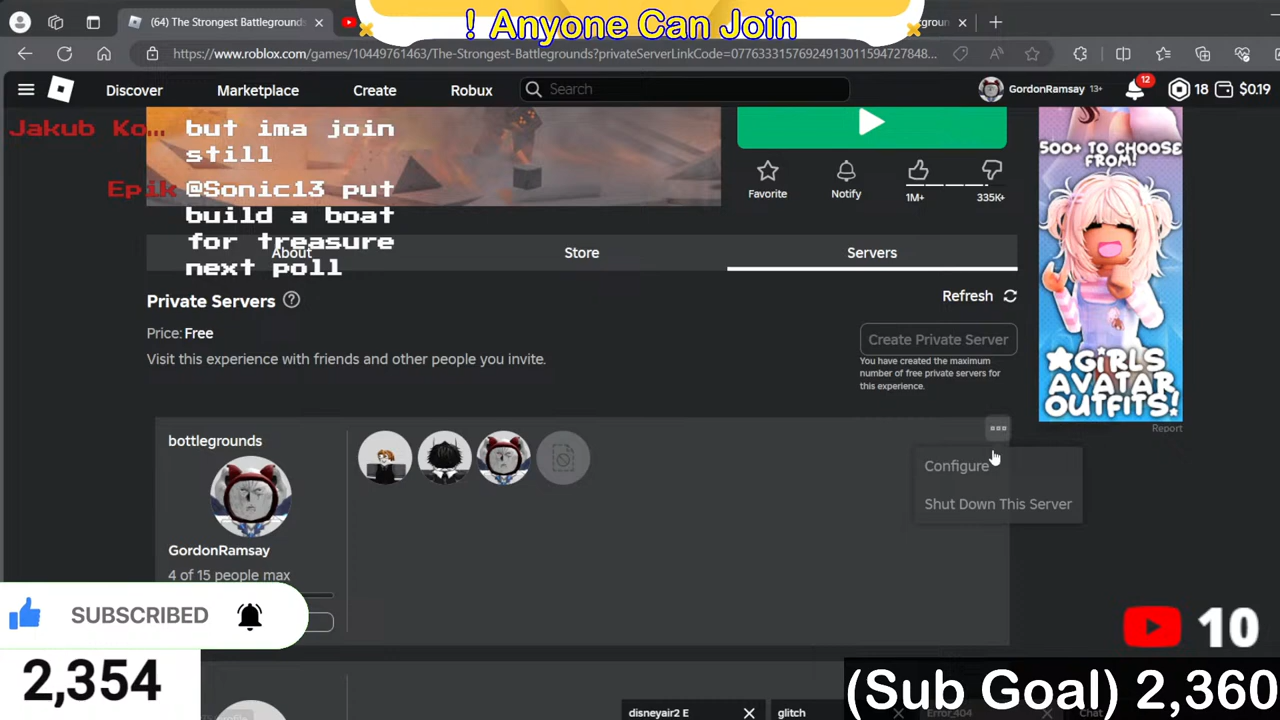 (64) The Strongest Battlegrounds
! Anyone Can Join
groun
https://www.roblox.com/games/10449761463/The-Strongest-Battlegrounds?privateServerLinkCode=07763331576924913011594727848...
Discover
Marketplace
Create
Robux
Search
GordonRamsay 13+
12
18
$0.19
Jakub Ko... but ima join
still
Epik @Sonic13 put
build a boat
for treasure
next poll
Favorite
Notify
1M+
335K+
500+ TO CHOOSE
FROM!
About
Store
Servers
Private Servers ?
Refresh
Price: Free
Create Private Server
Visit this experience with friends and other people you invite.
You have created the maximum
number of free private servers for
this experience.
GiRLS
AVATAR
OUTFiTS!
Report
bottlegrounds
Configure
Shut Down This Server
GordonRamsay
4 of 15 people max
SUBSCRIBED
10
2,354
(Sub Goal) 2,360
disneyair2 E
glitch
Error_404
Chat